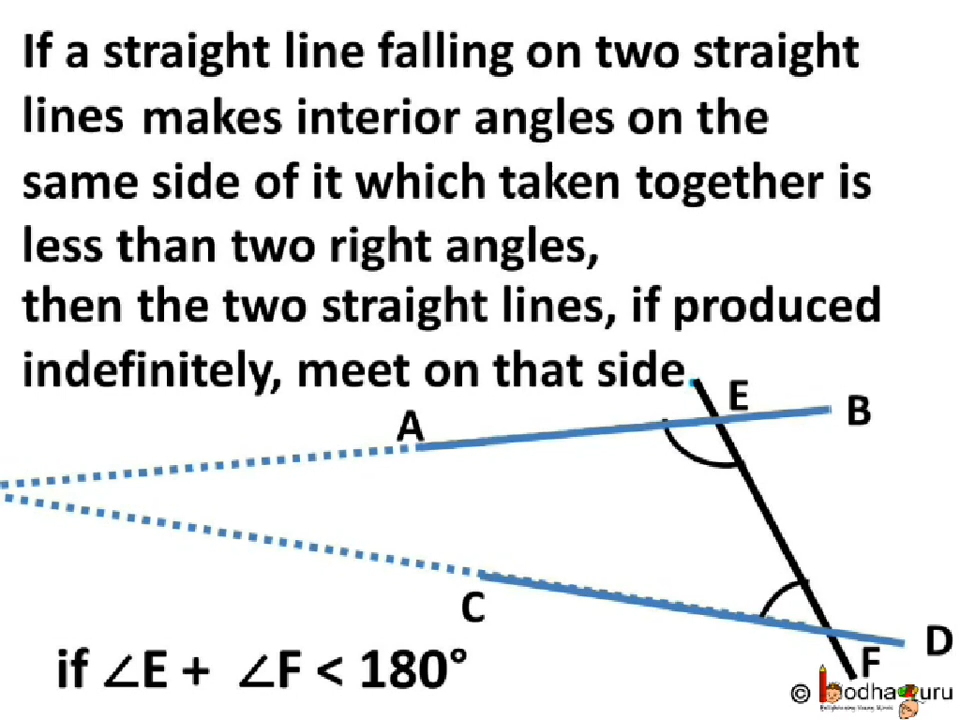 If a straight line falling on two straight
lines makes interior angles on the
same side of it which taken together is
less than two right angles,
then the two straight lines, if produced
indefinitely, meet on that side.
E
B
A
C
D
F
if ∠E + ∠F < 180°
©